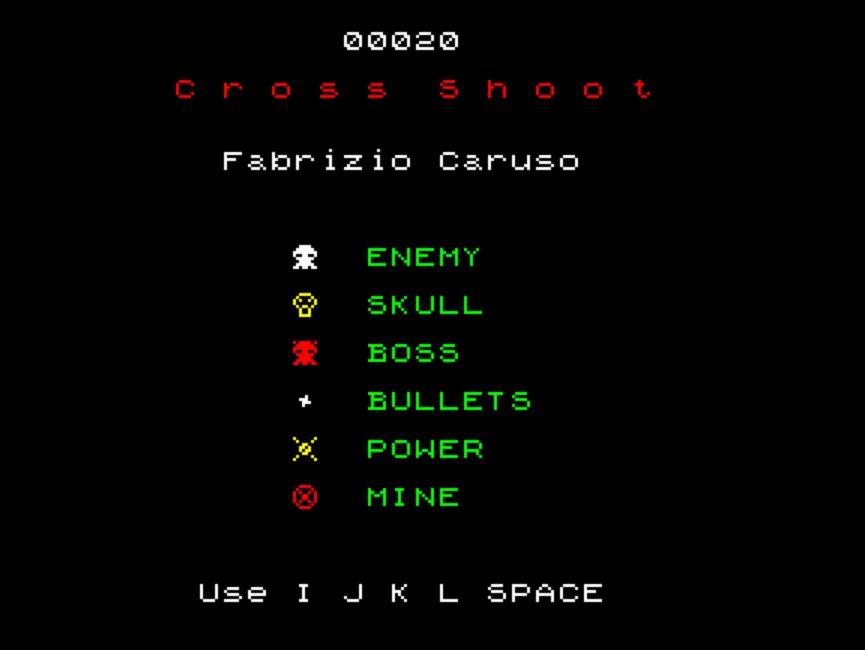 00020
C r o s s  S h o o t
Fabrizio Caruso
ENEMY
SKULL
BOSS
BULLETS
POWER
MINE
Use I J K L SPACE